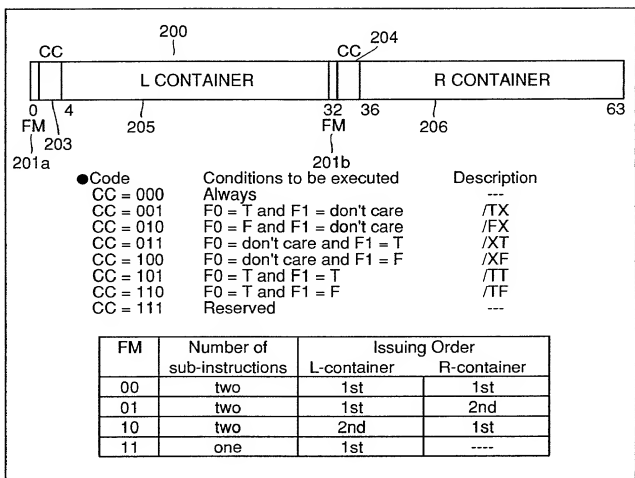 200
CC
CC
204
L CONTAINER
R CONTAINER
0
4
32
36
63
FM
203
205
FM
206
201a
201b
●Code Conditions to be executed Description
CC = 000 Always ---
CC = 001 F0 = T and F1 = don't care /TX
CC = 010 F0 = F and F1 = don't care /FX
CC = 011 F0 = don't care and F1 = T /XT
CC = 100 F0 = don't care and F1 = F /XF
CC = 101 F0 = T and F1 = T /TT
CC = 110 F0 = T and F1 = F /TF
CC = 111 Reserved ---
FM Number of Issuing Order
sub-instructions L-container R-container
00 two 1st 1st
01 two 1st 2nd
10 two 2nd 1st
11 one 1st ----